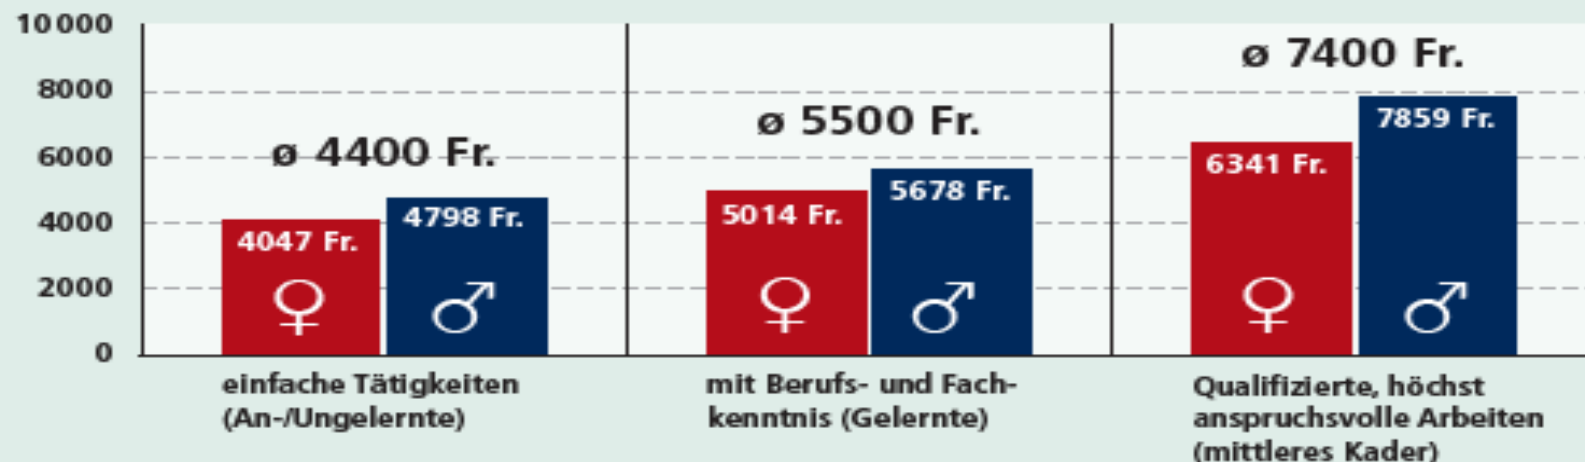 10 000
8000
6000
4000
2000
0
ø 4400 Fr.
4047 Fr.
4798 Fr.
♀
♂
einfache Tätigkeiten
(An-/Ungelernte)
ø 5500 Fr.
5014 Fr.
5678 Fr.
♀
♂
mit Berufs- und Fach-
kenntnis (Gelernte)
ø 7400 Fr.
6341 Fr.
7859 Fr.
♀
♂
Qualifizierte, höchst
anspruchsvolle Arbeiten
(mittleres Kader)